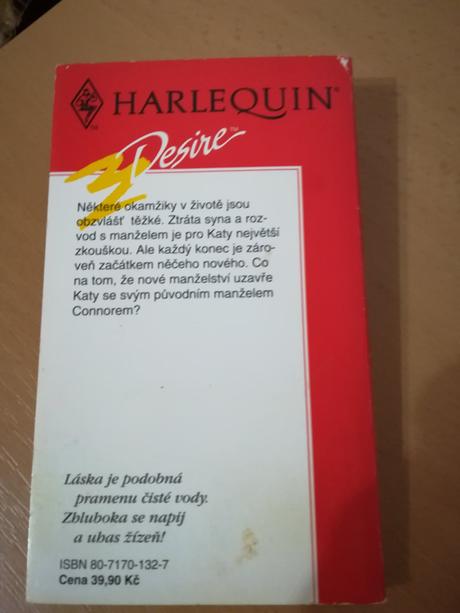 HARLEQUIN®
Desire™
Některé okamžiky v životě jsou
obzvlášť těžké. Ztráta syna a roz-
vod s manželem je pro Katy největší
zkouškou. Ale každý konec je záro-
veň začátkem něčeho nového. Co
na tom, že nové manželství uzavře
Katy se svým původním manželem
Connorem?
Láska je podobná
pramenu čisté vody.
Zhluboka se napij
a uhas žízeň!
ISBN 80-7170-132-7
Cena 39,90 Kč